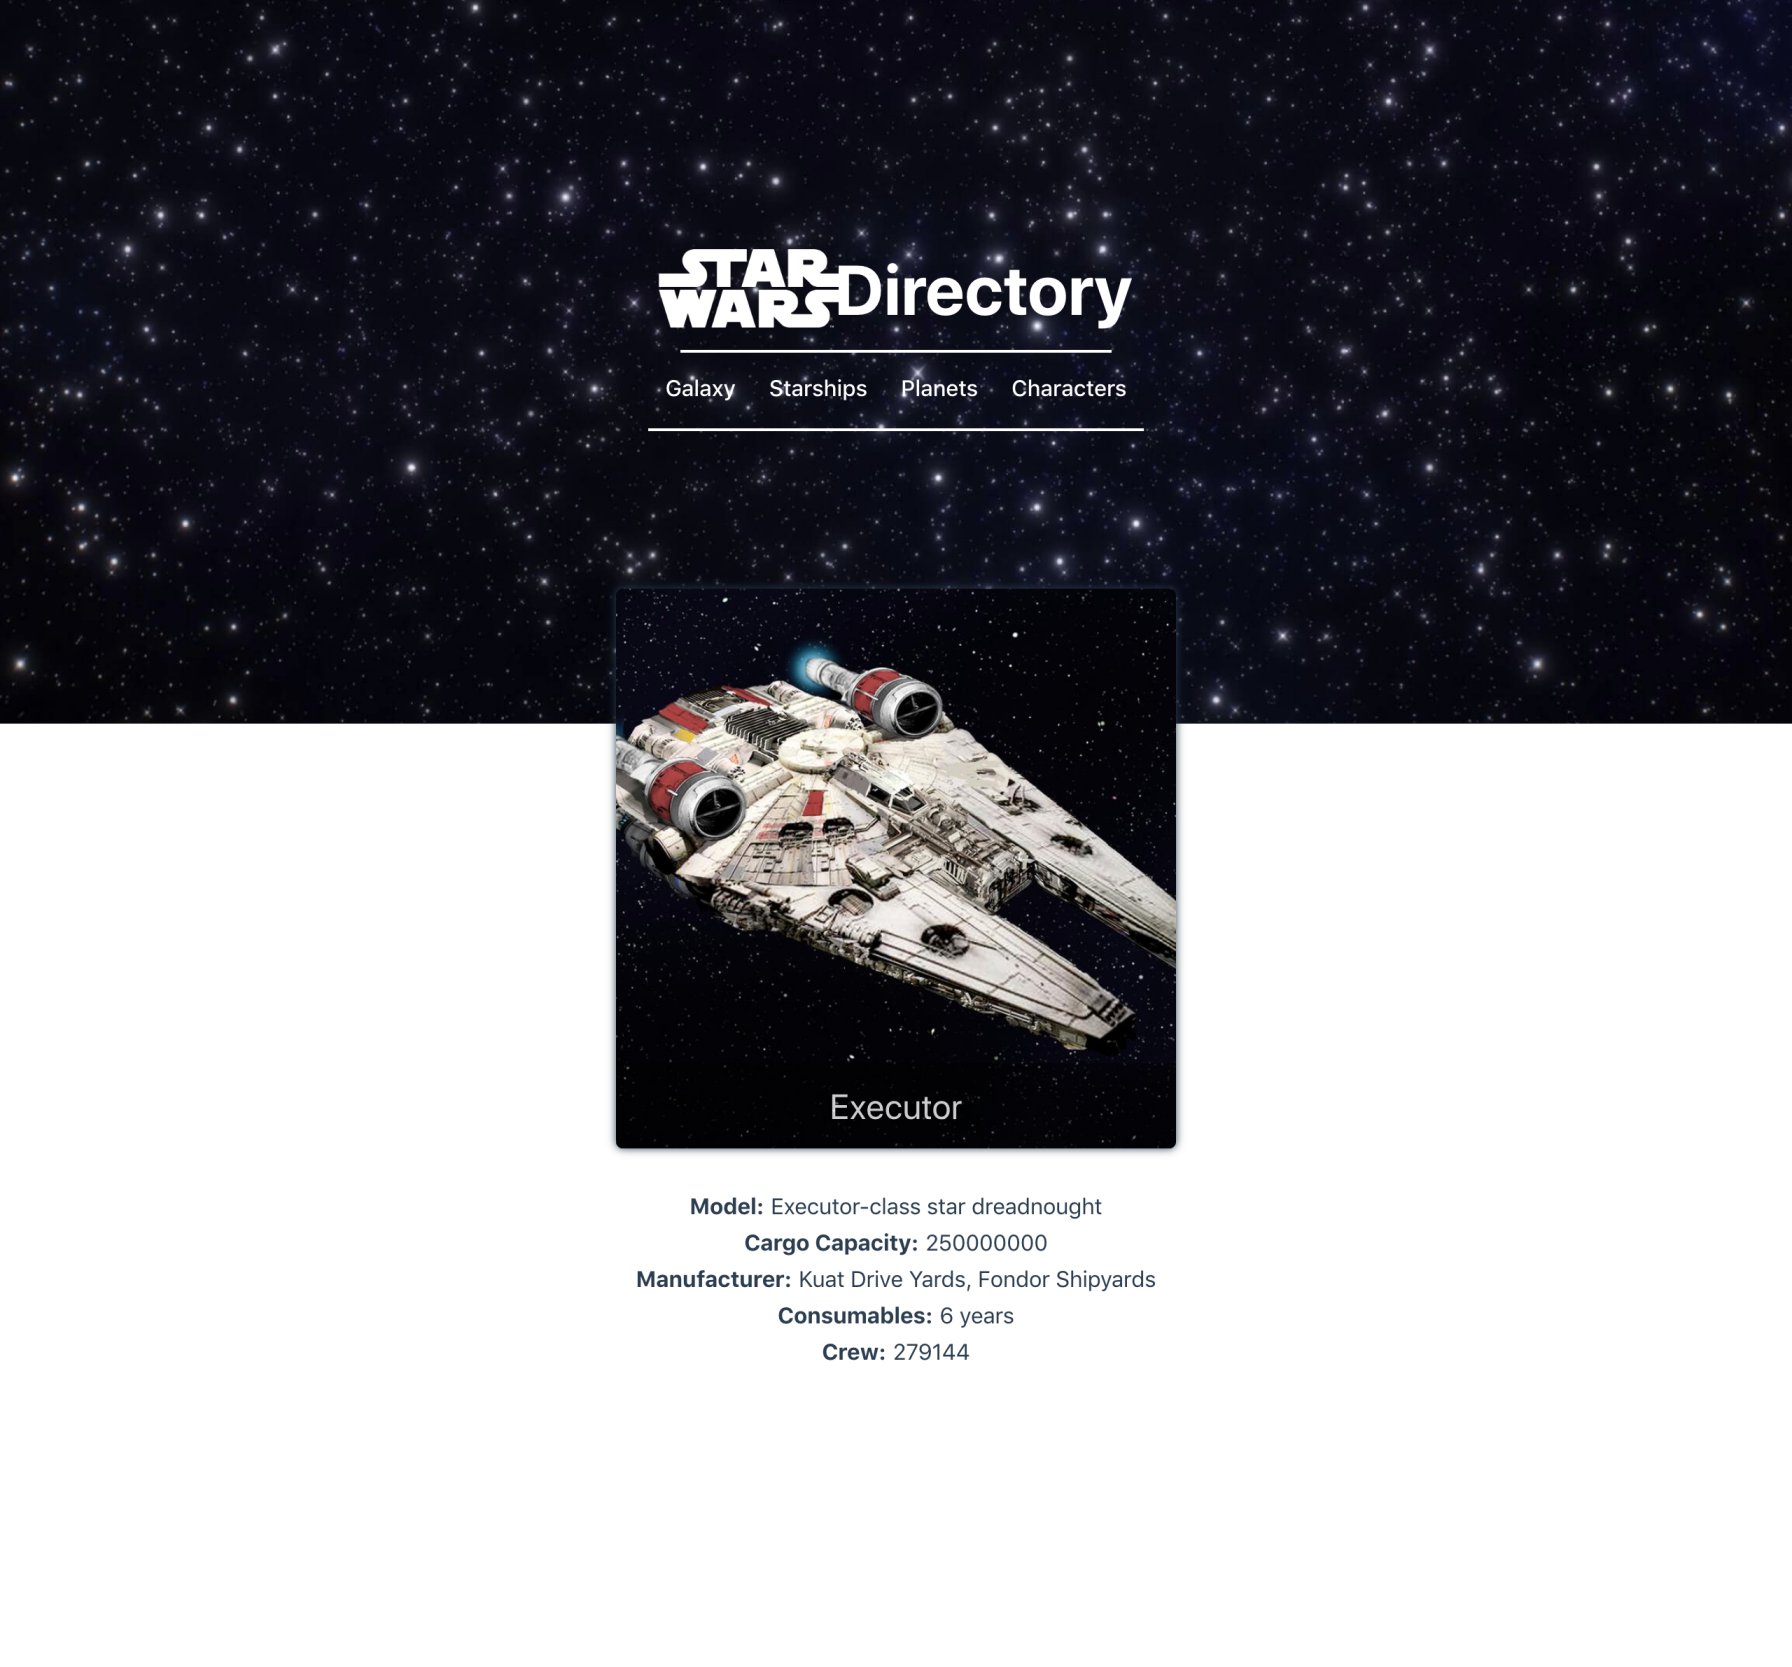 STAR
WARS Directory
Galaxy Starships Planets Characters
Executor
Model: Executor-class star dreadnought
Cargo Capacity: 250000000
Manufacturer: Kuat Drive Yards, Fondor Shipyards
Consumables: 6 years
Crew: 279144